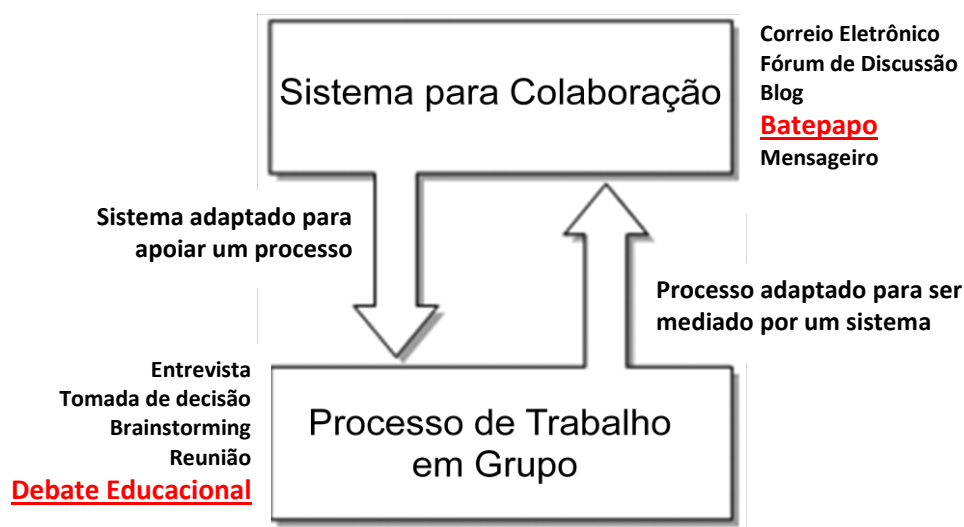 Sistema para Colaboração
Correio Eletrônico
Fórum de Discussão
Blog
Batepapo
Mensageiro
Sistema adaptado para
apoiar um processo
Processo adaptado para ser
mediado por um sistema
Entrevista
Tomada de decisão
Brainstorming
Reunião
Debate Educacional
Processo de Trabalho
em Grupo